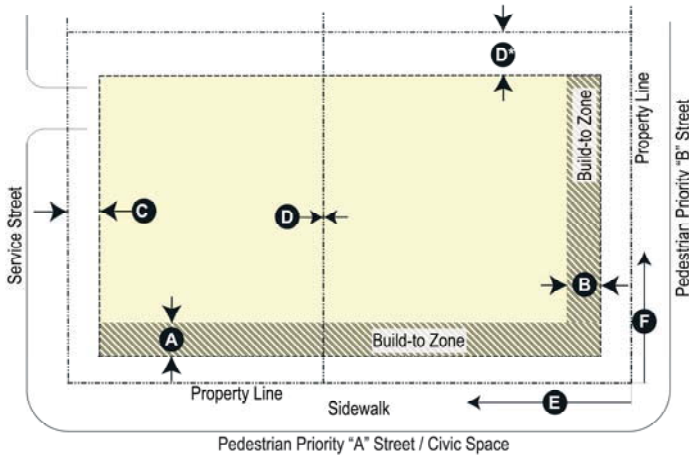 D*
Build-to Zone
Property Line
Pedestrian Priority "B" Street
Service Street
C
D
B
F
A
Build-to Zone
Property Line
E
Sidewalk
Pedestrian Priority "A" Street / Civic Space